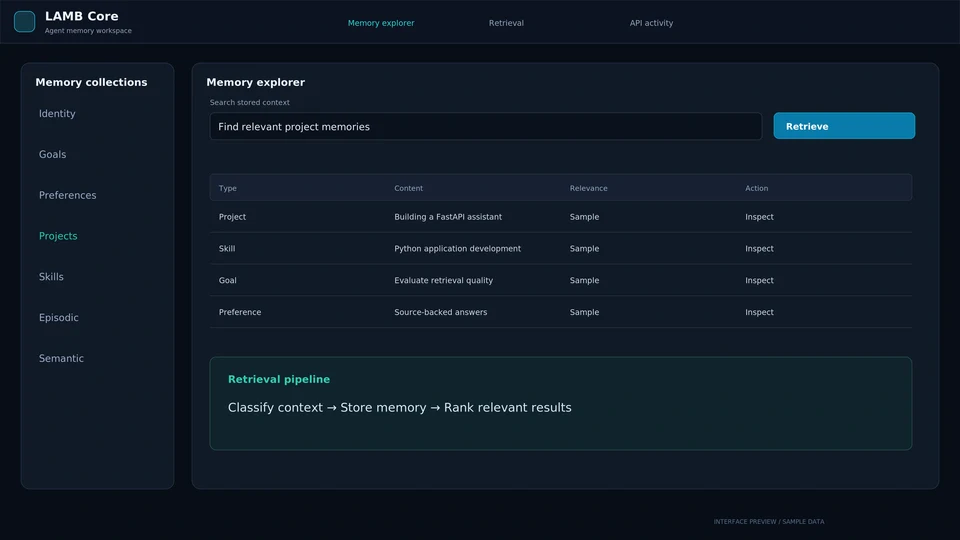 LAMB Core
Agent memory workspace
Memory explorer
Retrieval
API activity
Memory collections
Identity
Goals
Preferences
Projects
Skills
Episodic
Semantic
Memory explorer
Search stored context
Find relevant project memories
Retrieve
Type Content Relevance Action
Project Building a FastAPI assistant Sample Inspect
Skill Python application development Sample Inspect
Goal Evaluate retrieval quality Sample Inspect
Preference Source-backed answers Sample Inspect
Retrieval pipeline
Classify context → Store memory → Rank relevant results
INTERFACE PREVIEW / SAMPLE DATA